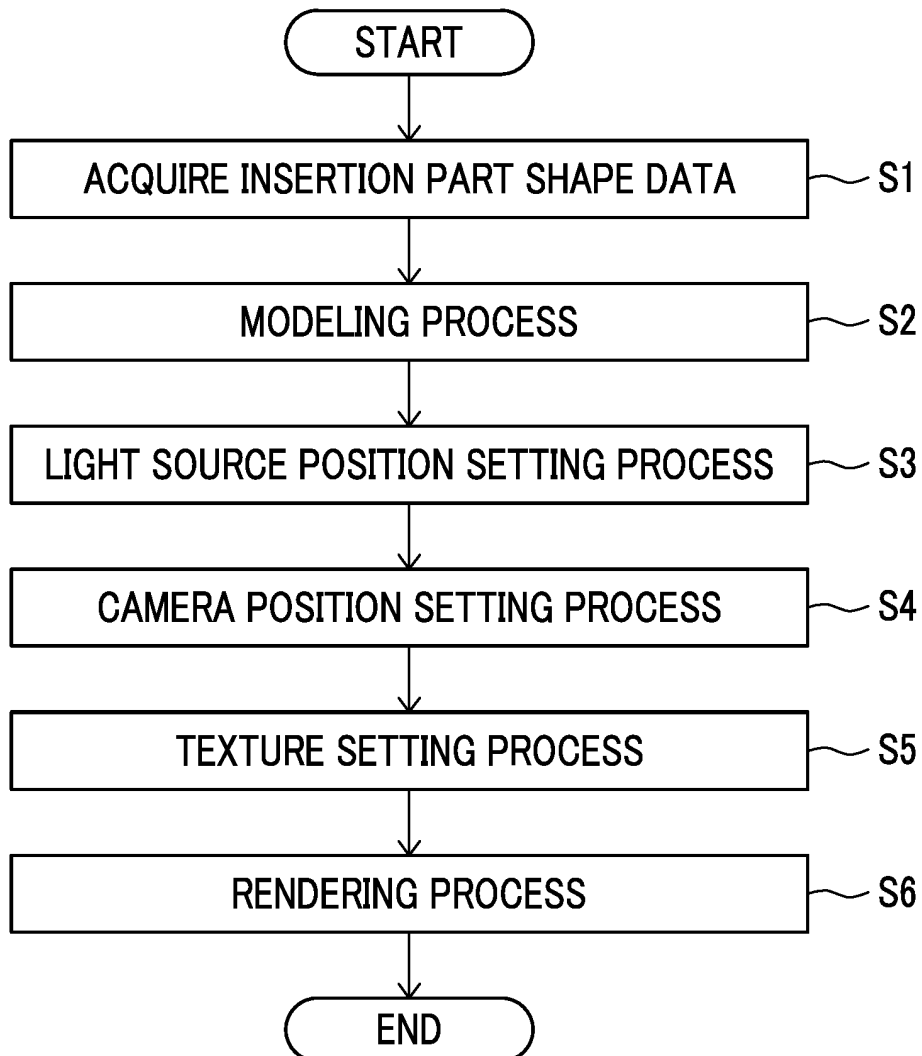 START
ACQUIRE INSERTION PART SHAPE DATA S1
MODELING PROCESS S2
LIGHT SOURCE POSITION SETTING PROCESS S3
CAMERA POSITION SETTING PROCESS S4
TEXTURE SETTING PROCESS S5
RENDERING PROCESS S6
END